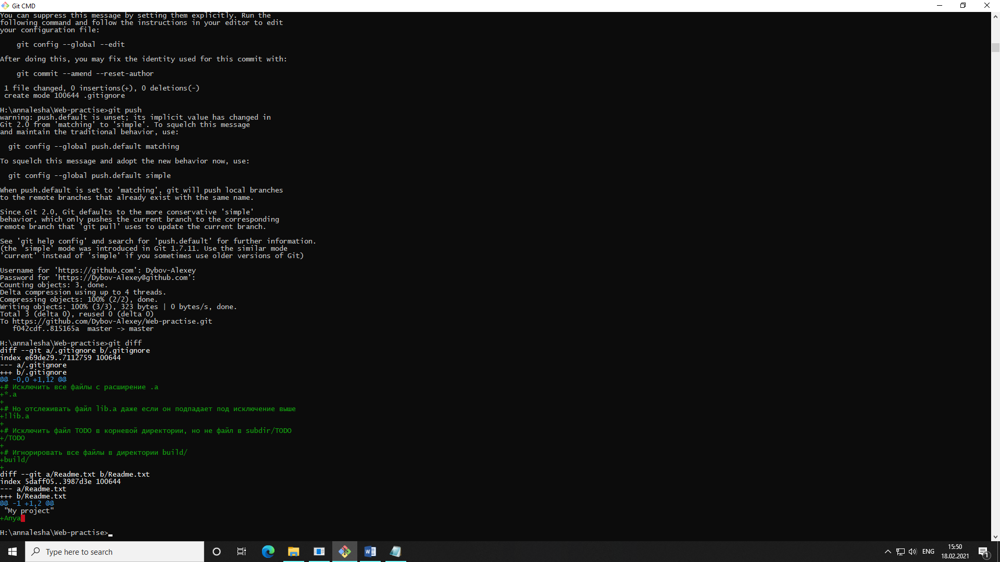 Git CMD
You can suppress this message by setting them explicitly. Run the
following command and follow the instructions in your editor to edit
your configuration file:
git config --global --edit
After doing this, you may fix the identity used for this commit with:
git commit --amend --reset-author
1 file changed, 0 insertions(+), 0 deletions(-)
create mode 100644 .gitignore
H:\annalesha\Web-practise>git push
warning: push.default is unset; its implicit value has changed in
Git 2.0 from 'matching' to 'simple'. To squelch this message
and maintain the traditional behavior, use:
git config --global push.default matching
To squelch this message and adopt the new behavior now, use:
git config --global push.default simple
When push.default is set to 'matching', git will push local branches
to the remote branches that already exist with the same name.
Since Git 2.0, Git defaults to the more conservative 'simple'
behavior, which only pushes the current branch to the corresponding
remote branch that 'git pull' uses to update the current branch.
See 'git help config' and search for 'push.default' for further information.
(the 'simple' mode was introduced in Git 1.7.11. Use the similar mode
'current' instead of 'simple' if you sometimes use older versions of Git)
Username for 'https://github.com': Dybov-Alexey
Password for 'https://Dybov-Alexey@github.com':
Counting objects: 3, done.
Delta compression using up to 4 threads.
Compressing objects: 100% (2/2), done.
Writing objects: 100% (3/3), 323 bytes | 0 bytes/s, done.
Total 3 (delta 0), reused 0 (delta 0)
To https://github.com/Dybov-Alexey/Web-practise.git
f042cdf..815165a  master -> master
H:\annalesha\Web-practise>git diff
diff --git a/.gitignore b/.gitignore
index e69de29..7112759 100644
--- a/.gitignore
+++ b/.gitignore
@@ -0,0 +1,12 @@
+# Исключить все файлы с расширение .a
+*.a
+
+# Но отслеживать файл lib.a даже если он подпадает под исключение выше
+!lib.a
+
+# Исключить файл TODO в корневой директории, но не файл в subdir/TODO
+/TODO
+
+# Игнорировать все файлы в директории build/
+build/
+
diff --git a/Readme.txt b/Readme.txt
index 5daff05..3987d3e 100644
--- a/Readme.txt
+++ b/Readme.txt
@@ -1 +1,2 @@
"My project"
+Anya
H:\annalesha\Web-practise>_
Type here to search
ENG
15:50
18.02.2021
1